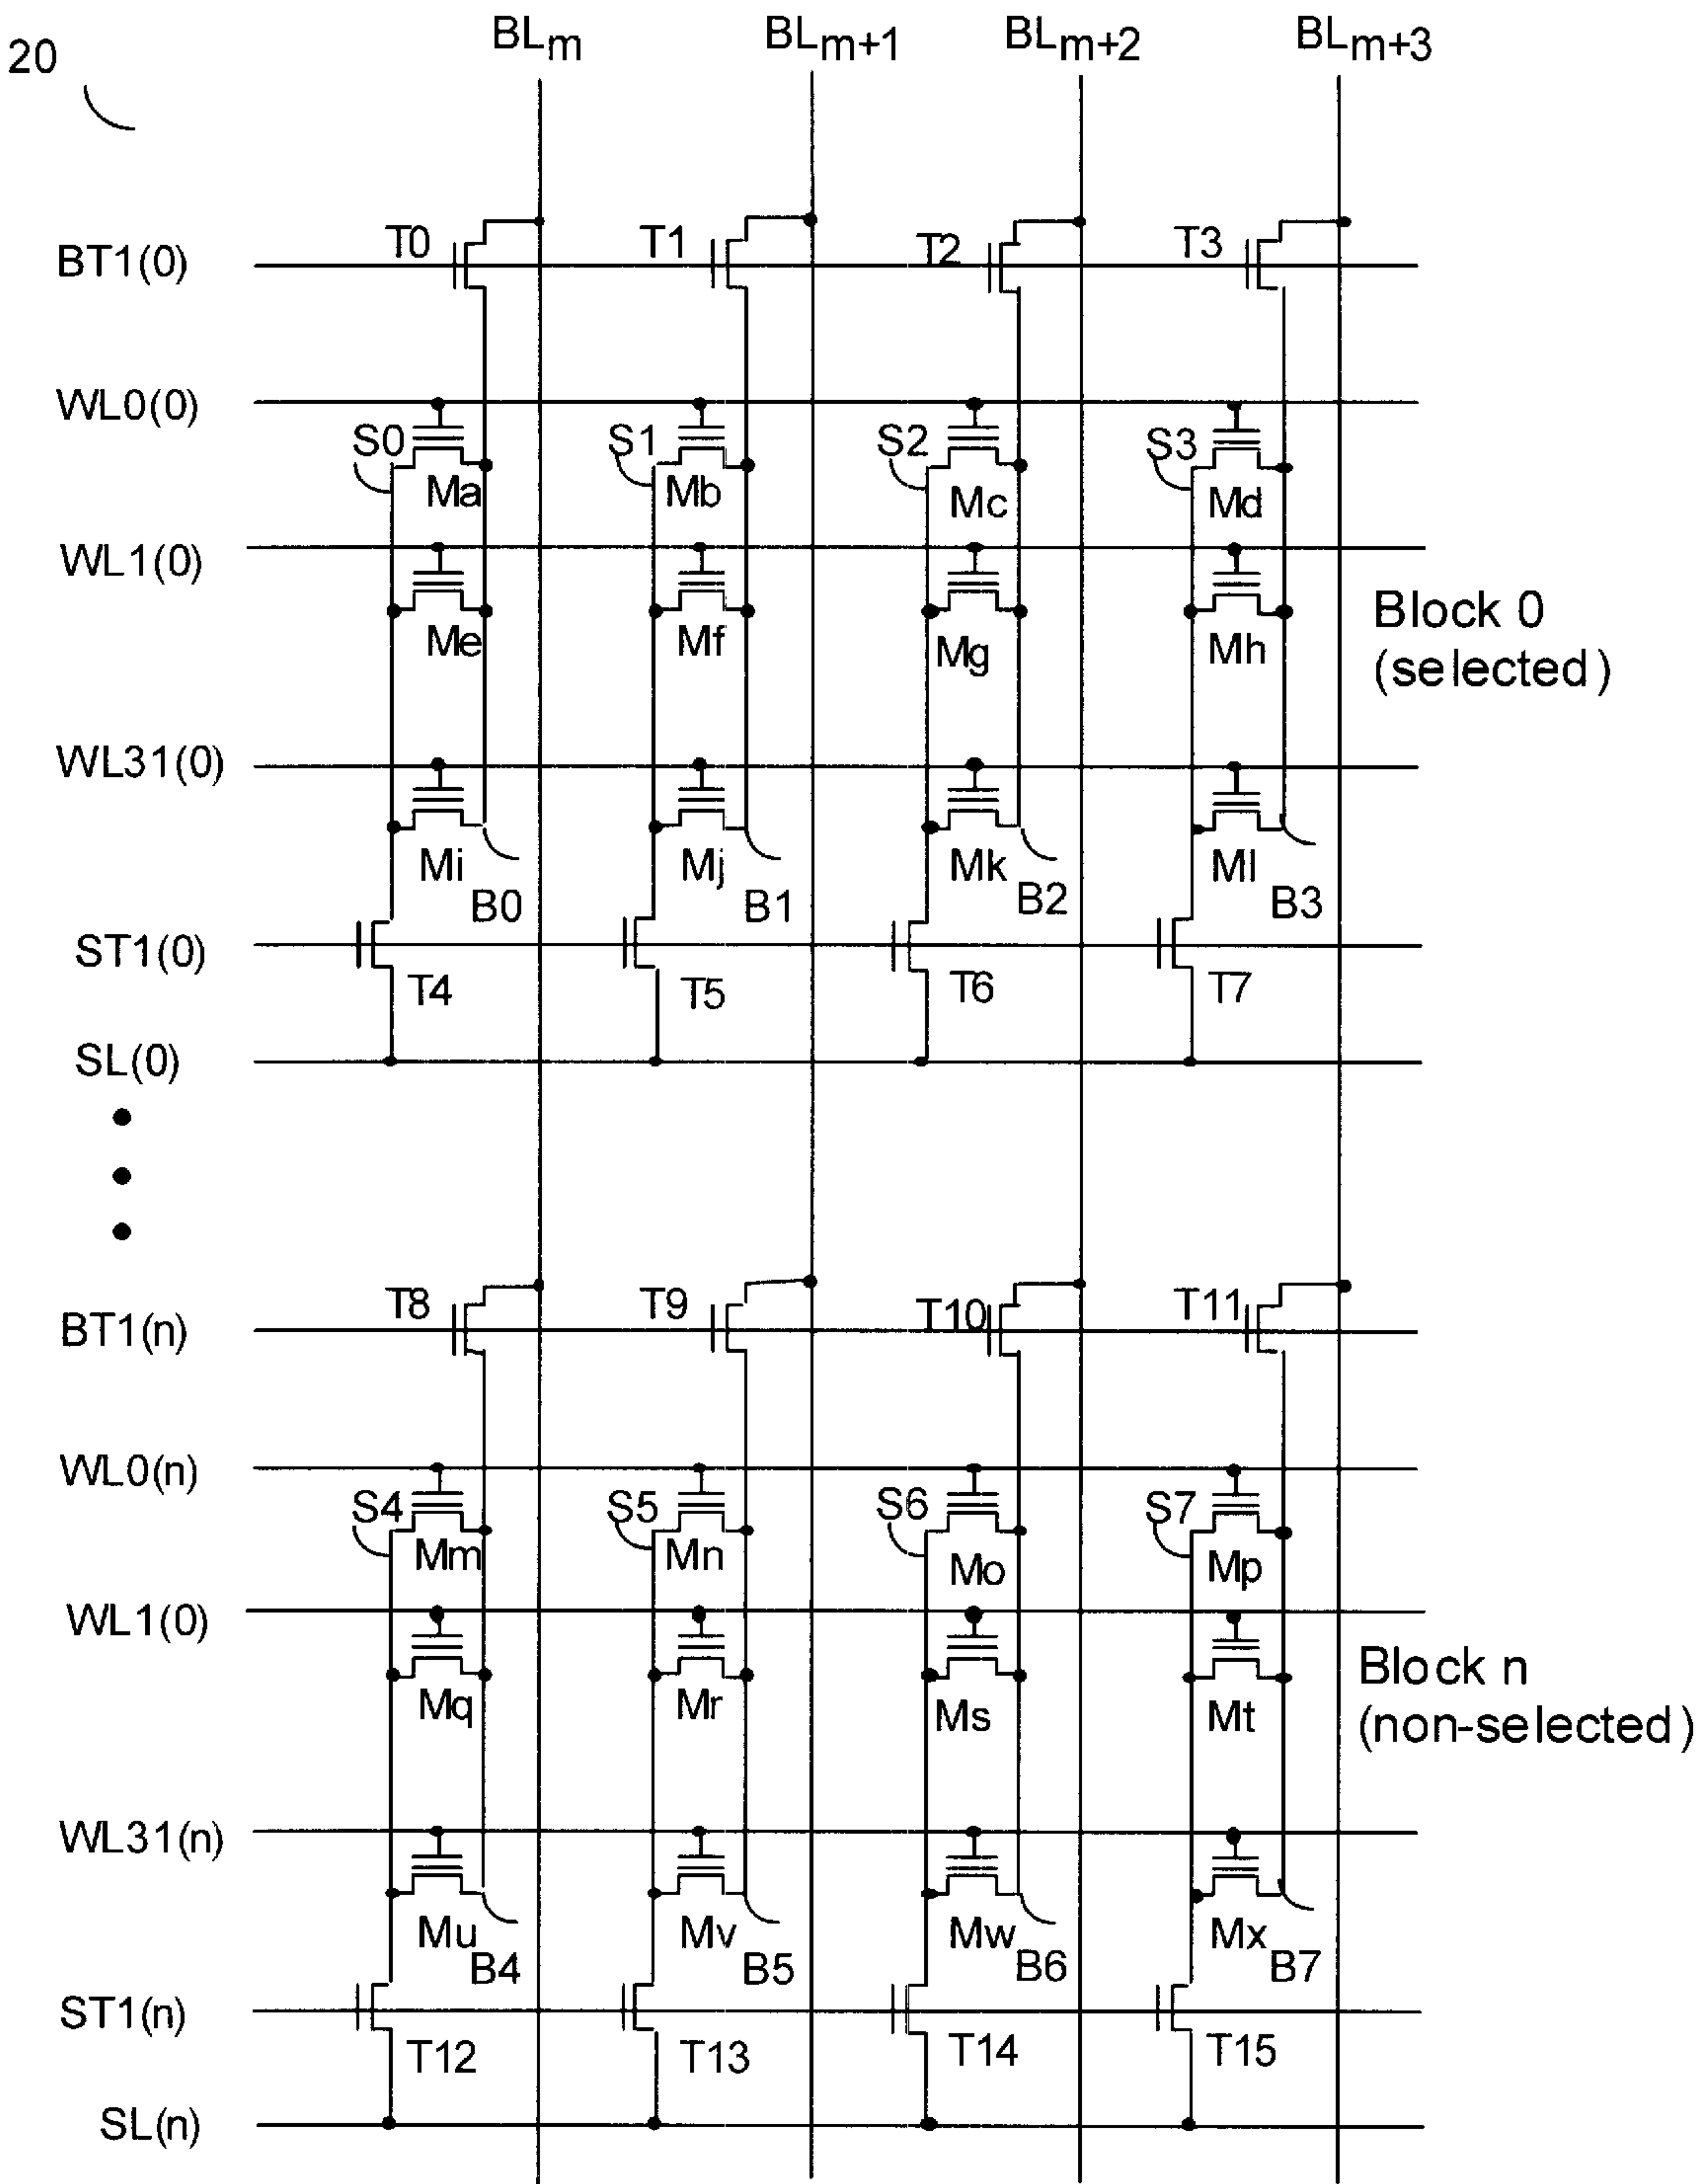 20
BLm BLm+1 BLm+2 BLm+3
BT1(0) T0 T1 T2 T3
WL0(0)
S0 S1 S2 S3
Ma Mb Mc Md
WL1(0)
Me Mf Mg Mh
Block 0
(selected)
WL31(0)
Mi Mj Mk Ml
B0 B1 B2 B3
ST1(0)
T4 T5 T6 T7
SL(0)
BT1(n) T8 T9 T10 T11
WL0(n)
S4 S5 S6 S7
Mm Mn Mo Mp
WL1(0)
Mq Mr Ms Mt
Block n
(non-selected)
WL31(n)
Mu Mv Mw Mx
B4 B5 B6 B7
ST1(n)
T12 T13 T14 T15
SL(n)